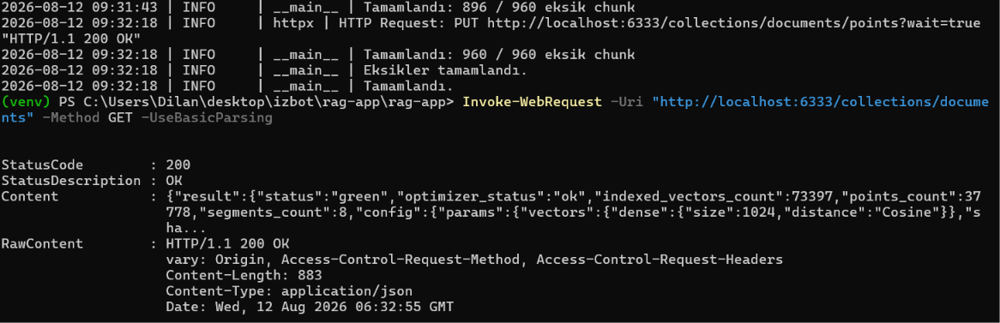 2026-08-12 09:31:43 | INFO     | __main__ | Tamamlandı: 896 / 960 eksik chunk
2026-08-12 09:32:18 | INFO     | httpx | HTTP Request: PUT http://localhost:6333/collections/documents/points?wait=true
"HTTP/1.1 200 OK"
2026-08-12 09:32:18 | INFO     | __main__ | Tamamlandı: 960 / 960 eksik chunk
2026-08-12 09:32:18 | INFO     | __main__ | Eksikler tamamlandı.
2026-08-12 09:32:18 | INFO     | __main__ | Tamamlandı.
(venv) PS C:\Users\Dilan\desktop\izbot\rag-app\rag-app> Invoke-WebRequest -Uri "http://localhost:6333/collections/docume
nts" -Method GET -UseBasicParsing
StatusCode        : 200
StatusDescription : OK
Content           : {"result":{"status":"green","optimizer_status":"ok","indexed_vectors_count":73397,"points_count":37
778,"segments_count":8,"config":{"params":{"vectors":{"dense":{"size":1024,"distance":"Cosine"}},"s
ha...
RawContent        : HTTP/1.1 200 OK
vary: Origin, Access-Control-Request-Method, Access-Control-Request-Headers
Content-Length: 883
Content-Type: application/json
Date: Wed, 12 Aug 2026 06:32:55 GMT